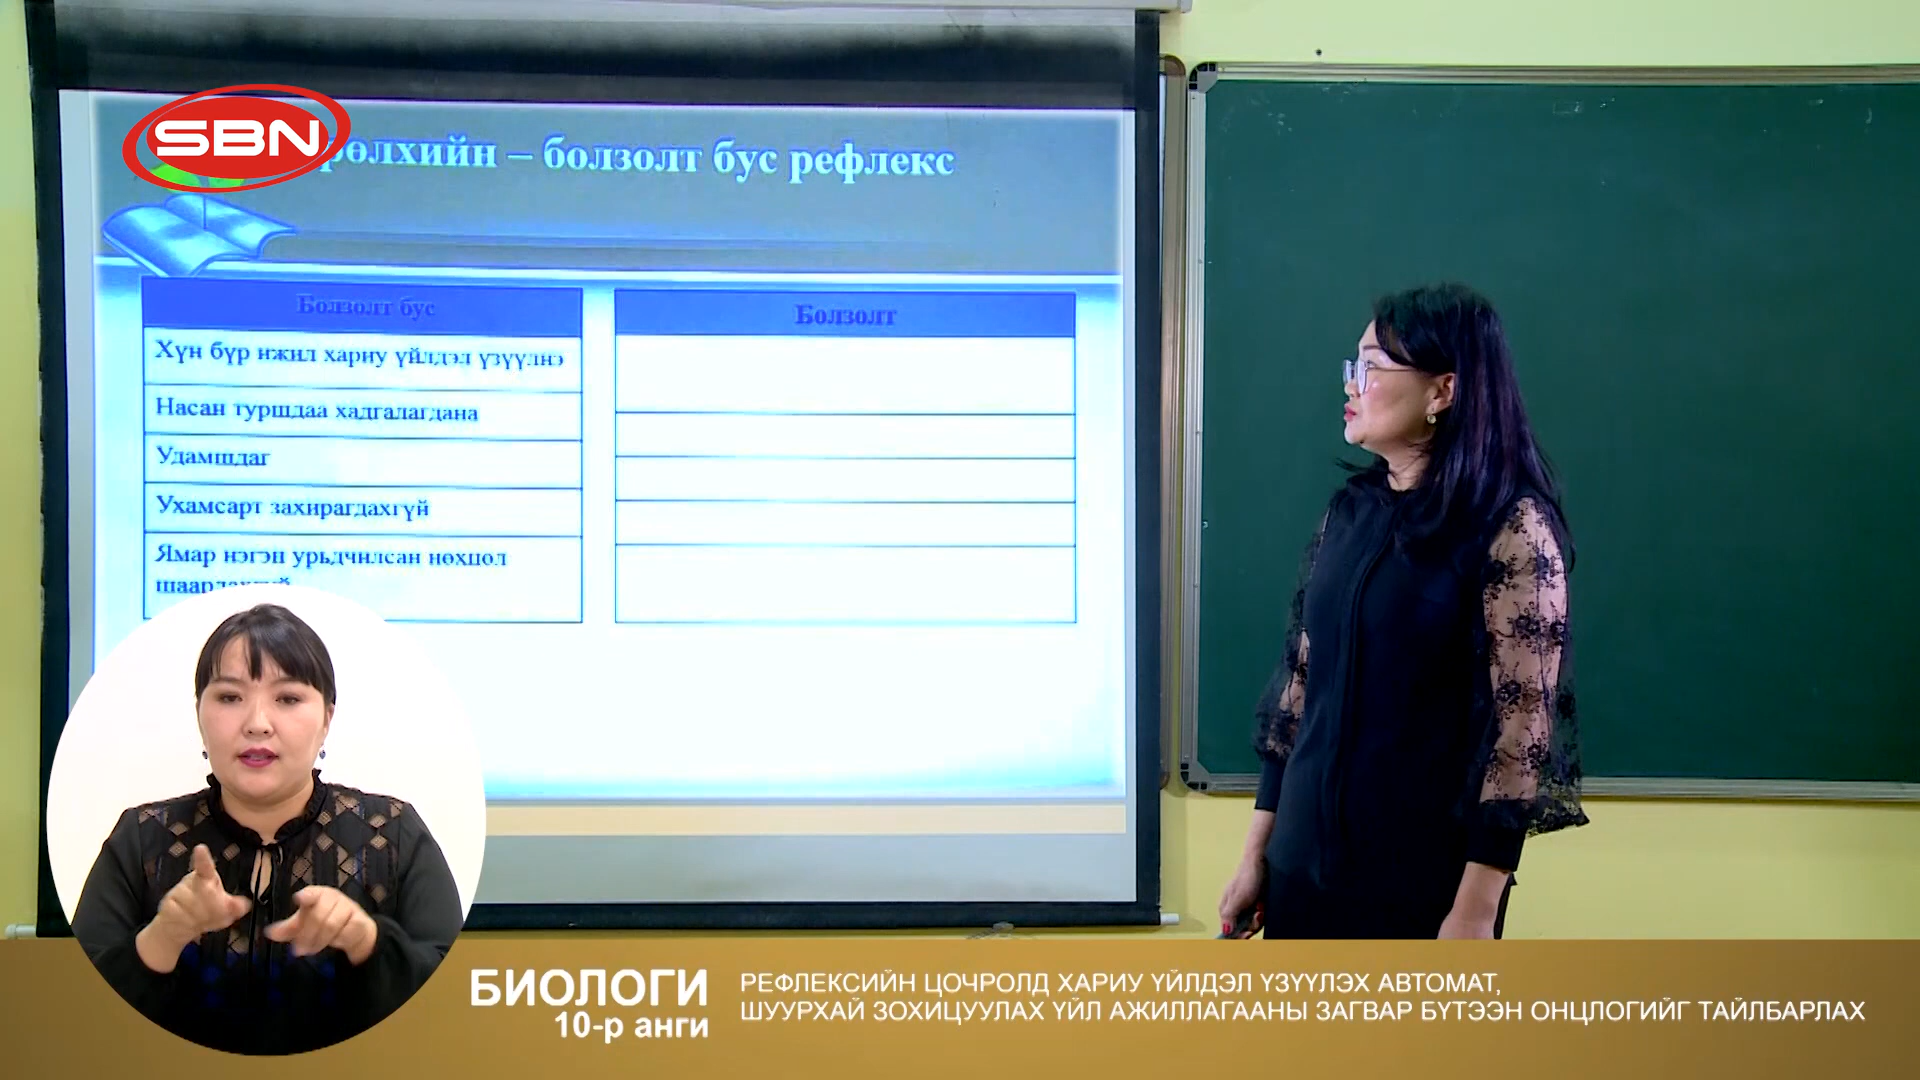 SBN
рөлхийн – болзолт бус рефлекс
Болзолт бус
Болзолт
Хүн бүр ижил хариу үйлдэл үзүүлнэ
Насан туршдаа хадгалагдана
Удамшдаг
Ухамсарт захирагдахгүй
Ямар нэгэн урьдчилсан нөхцөл
БИОЛОГИ
10-р анги
РЕФЛЕКСИЙН ЦОЧРОЛД ХАРИУ ҮЙЛДЭЛ ҮЗҮҮЛЭХ АВТОМАТ,
ШУУРХАЙ ЗОХИЦУУЛАХ ҮЙЛ АЖИЛЛАГААНЫ ЗАГВАР БҮТЭЭН ОНЦЛОГИЙГ ТАЙЛБАРЛАХ